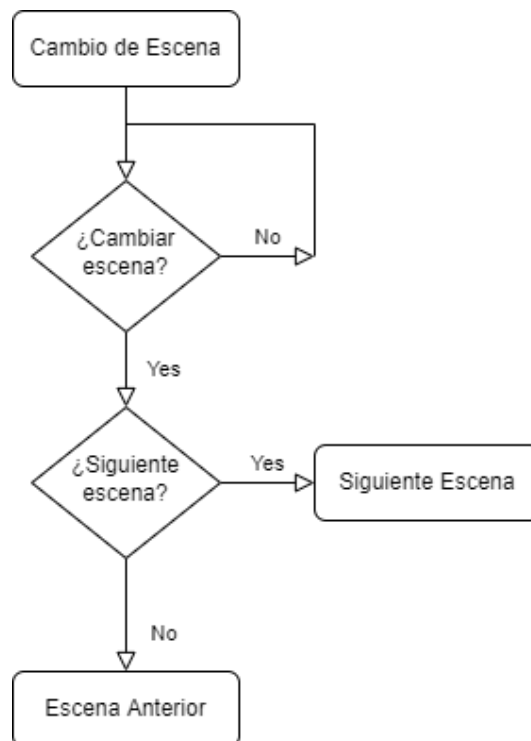 Cambio de Escena
¿Cambiar
escena?
No
Yes
¿Siguiente
escena?
Yes
Siguiente Escena
No
Escena Anterior